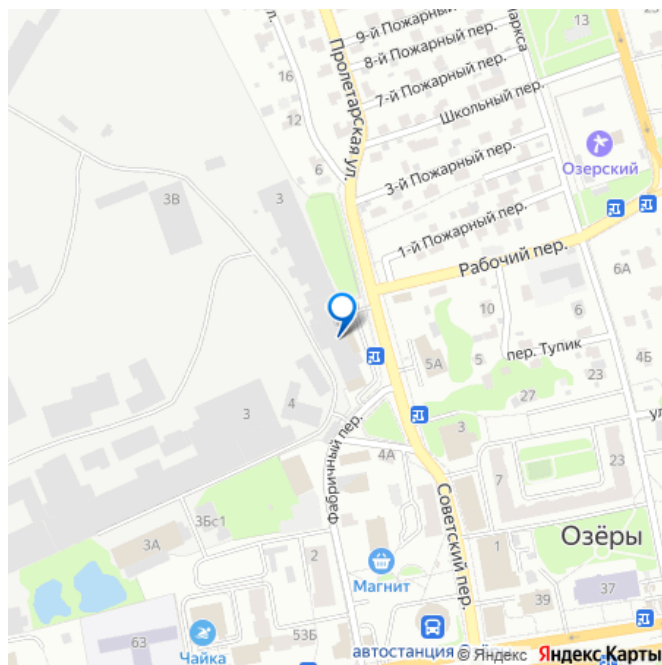 9-й Пожарный пер.
8-й Пожарный пер.
7-й Пожарный пер.
Школьный пер.
3-й Пожарный пер.
1-й Пожарный пер.
Рабочий пер.
Пролетарская ул.
13
16
12
6
3В
3
Озерский
6А
10
6
5А
5
пер. Тупик
4Б
23
27
3
4
Фабричный пер.
4А
3
7
23
Советский пер.
3Бс1
3А
2
Магнит
1
Озёры
37
39
63
Чайка
53Б
автостанция
© Яндекс Яндекс Карты